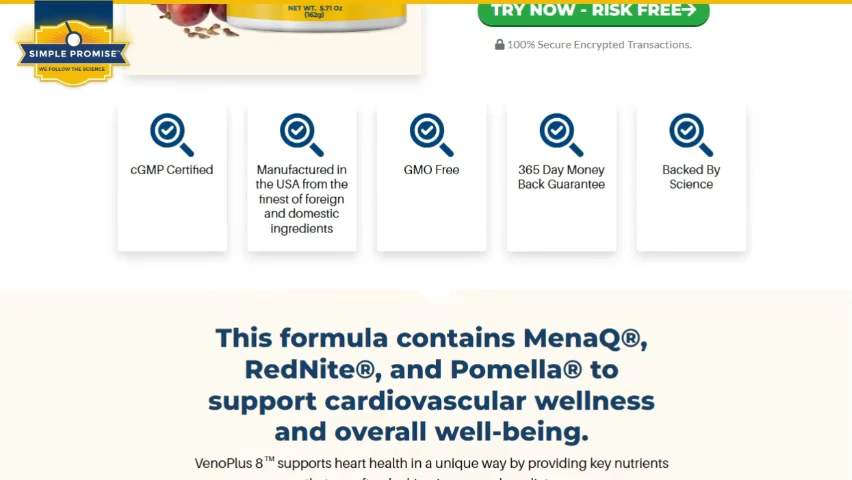 NET WT. 5.71 Oz
(162g)
TRY NOW - RISK FREE
100% Secure Encrypted Transactions.
SIMPLE PROMISE™
WE FOLLOW THE SCIENCE
cGMP Certified
Manufactured in
the USA from the
finest of foreign
and domestic
ingredients
GMO Free
365 Day Money
Back Guarantee
Backed By
Science
This formula contains MenaQ®,
RedNite®, and Pomella® to
support cardiovascular wellness
and overall well-being.
VenoPlus 8™ supports heart health in a unique way by providing key nutrients